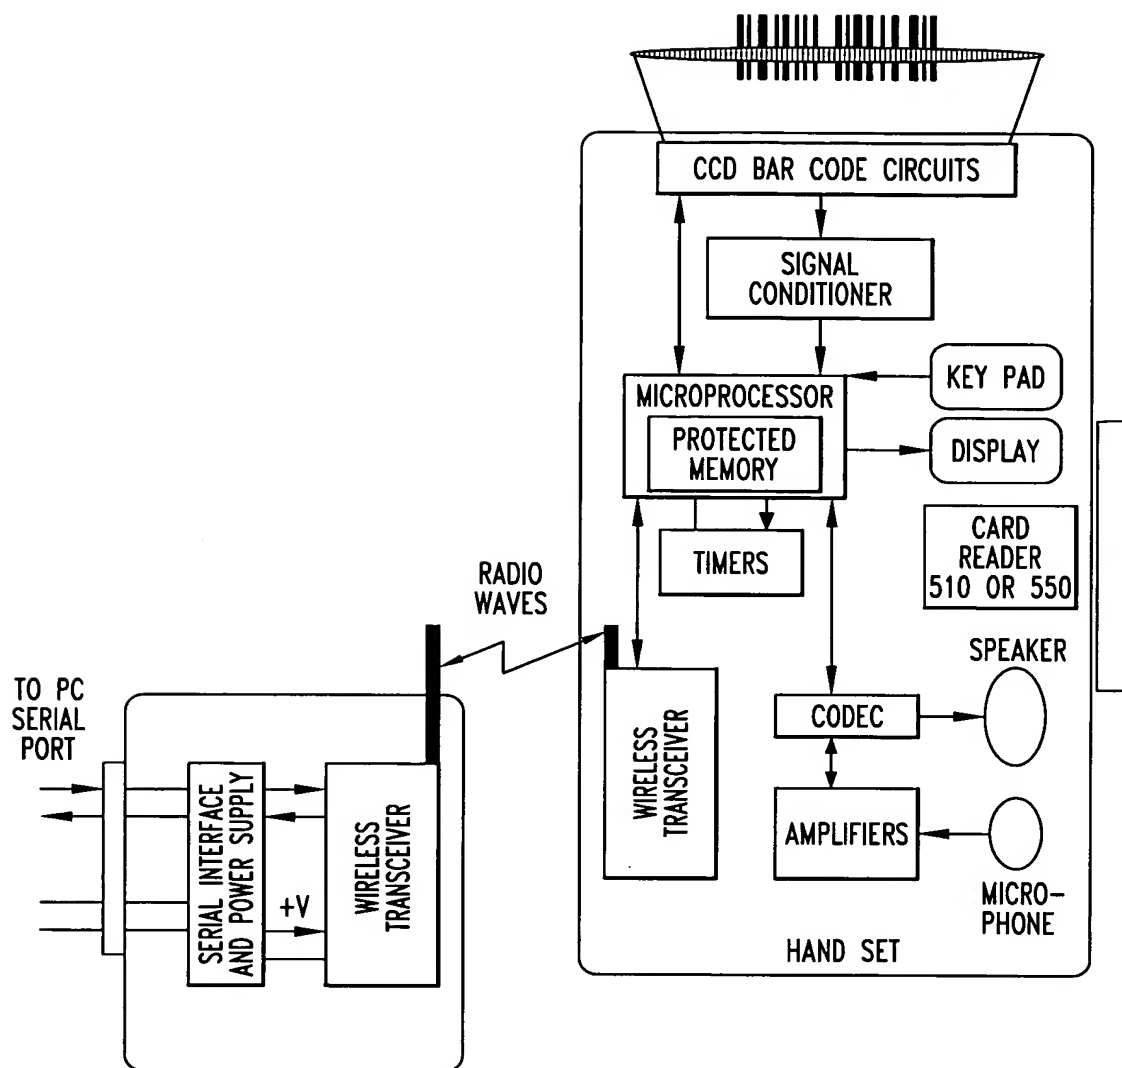 CCD BAR CODE CIRCUITS
SIGNAL
CONDITIONER
MICROPROCESSOR
PROTECTED
MEMORY
KEY PAD
DISPLAY
TIMERS
CARD
READER
510 OR 550
RADIO
WAVES
SPEAKER
TO PC
SERIAL
PORT
CODEC
WIRELESS
TRANSCEIVER
AMPLIFIERS
MICRO-
PHONE
SERIAL INTERFACE
AND POWER SUPPLY
+V
WIRELESS
TRANSCEIVER
HAND SET